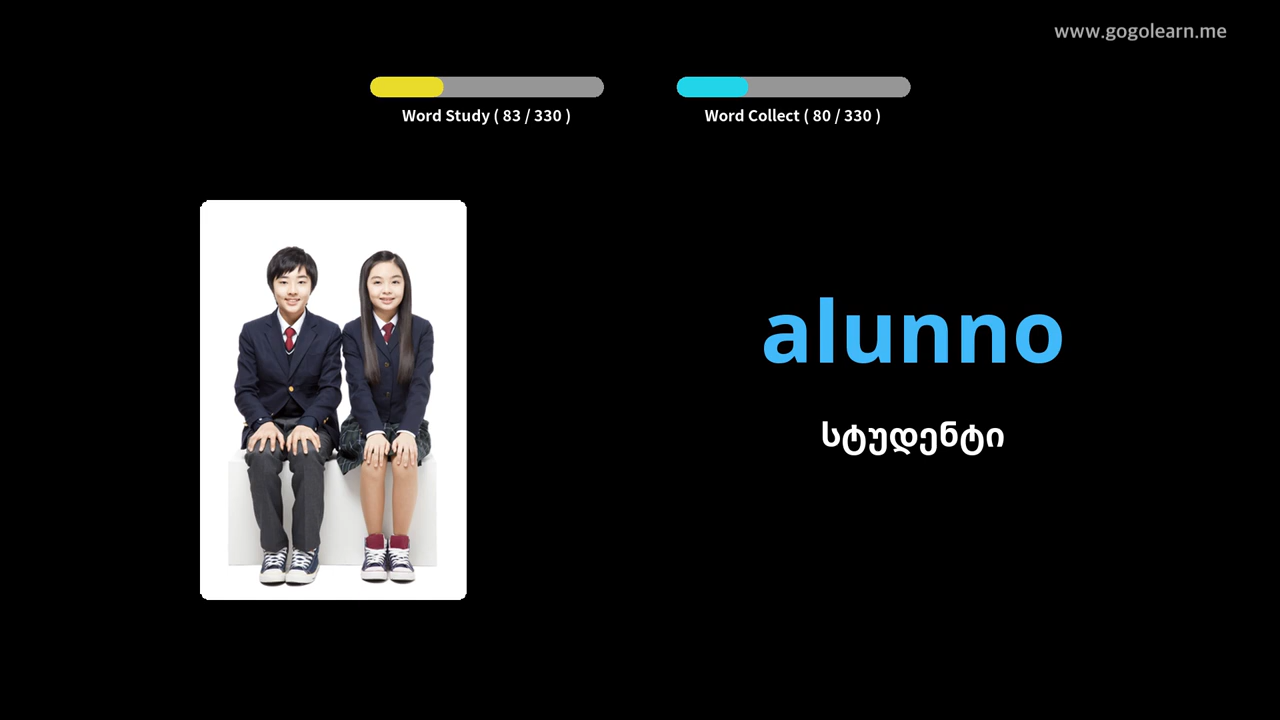 www.gogolearn.me
Word Study ( 83 / 330 )
Word Collect ( 80 / 330 )
alunno
სტუდენტი